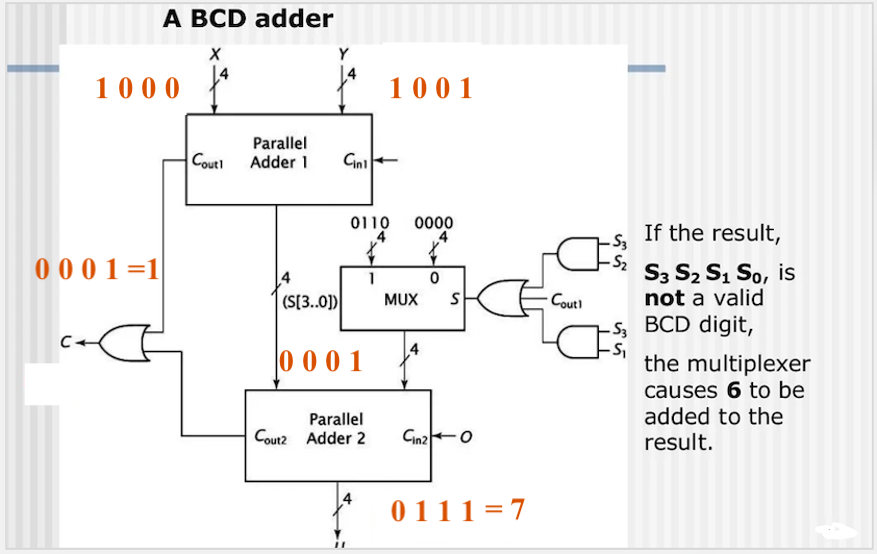 A BCD adder
X
Y
4
4
1 0 0 0
1 0 0 1
Parallel
Adder 1
Cout1
Cin1
0110
0000
4
4
1
0
MUX
S
S3
S2
Cout1
S3
S1
If the result,
S3 S2 S1 S0, is
not a valid
BCD digit,
the multiplexer
causes 6 to be
added to the
result.
0 0 0 1 =1
4
(S[3..0])
C
0 0 0 1
4
Parallel
Adder 2
Cout2
Cin2
O
4
0 1 1 1 = 7